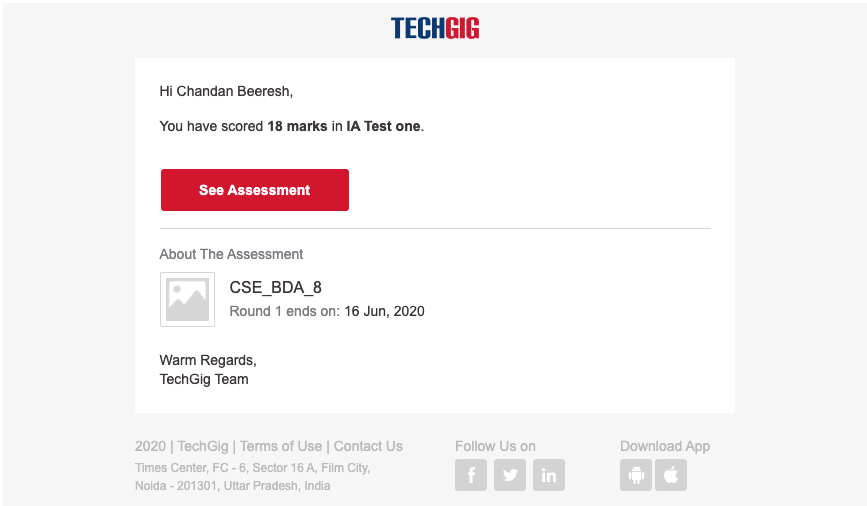 TECHGIG
Hi Chandan Beeresh,
You have scored 18 marks in IA Test one.
See Assessment
About The Assessment
CSE_BDA_8
Round 1 ends on: 16 Jun, 2020
Warm Regards,
TechGig Team
2020 | TechGig | Terms of Use | Contact Us
Times Center, FC - 6, Sector 16 A, Film City,
Noida - 201301, Uttar Pradesh, India
Follow Us on
Download App